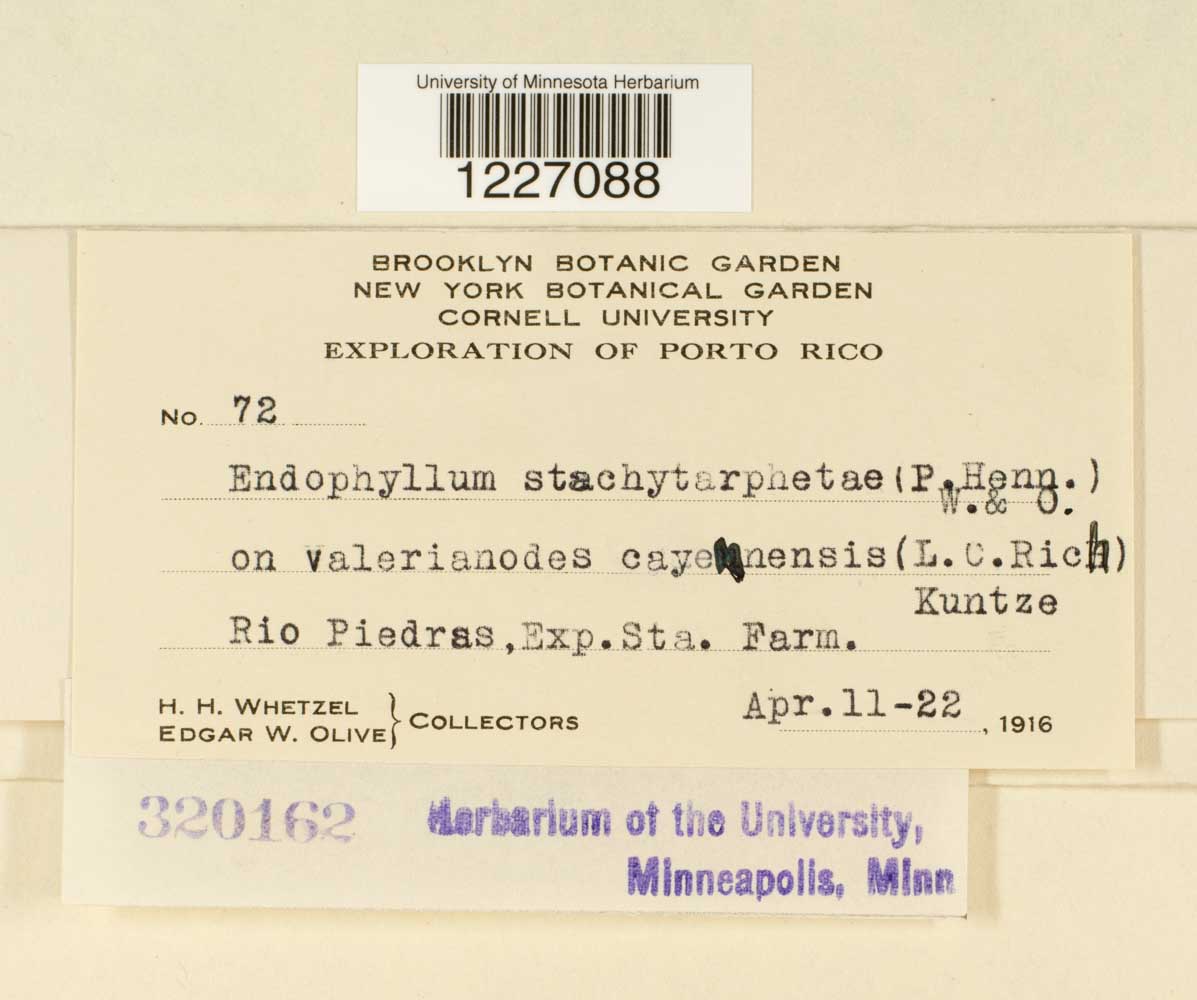 University of Minnesota Herbarium
1227088
BROOKLYN BOTANIC GARDEN
NEW YORK BOTANICAL GARDEN
CORNELL UNIVERSITY
EXPLORATION OF PORTO RICO
No. 72
Endophyllum stachytarphetae (P.Henn.)
W.& O.
on Valerianodes cayennensis (L.C.Rich)
Kuntze
Rio Piedras, Exp.Sta. Farm.
H. H. WHETZEL
EDGAR W. OLIVE } COLLECTORS
Apr.11-22, 1916
320162 Herbarium of the University,
Minneapolis, Minn